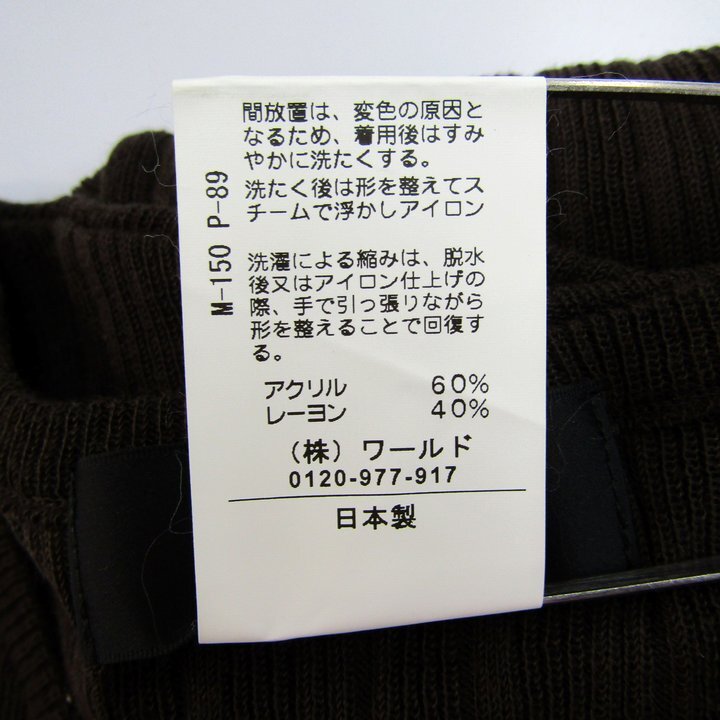 間放置は、変色の原因と
なるため、着用後はすみ
やかに洗たくする。
洗たく後は形を整えてス
チームで浮かしアイロン
洗濯による縮みは、脱水
後又はアイロン仕上げの
際、手で引っ張りながら
形を整えることで回復す
る。
アクリル 60%
レーヨン 40%
（株）ワールド
0120-977-917
日本製
M-150 P-89